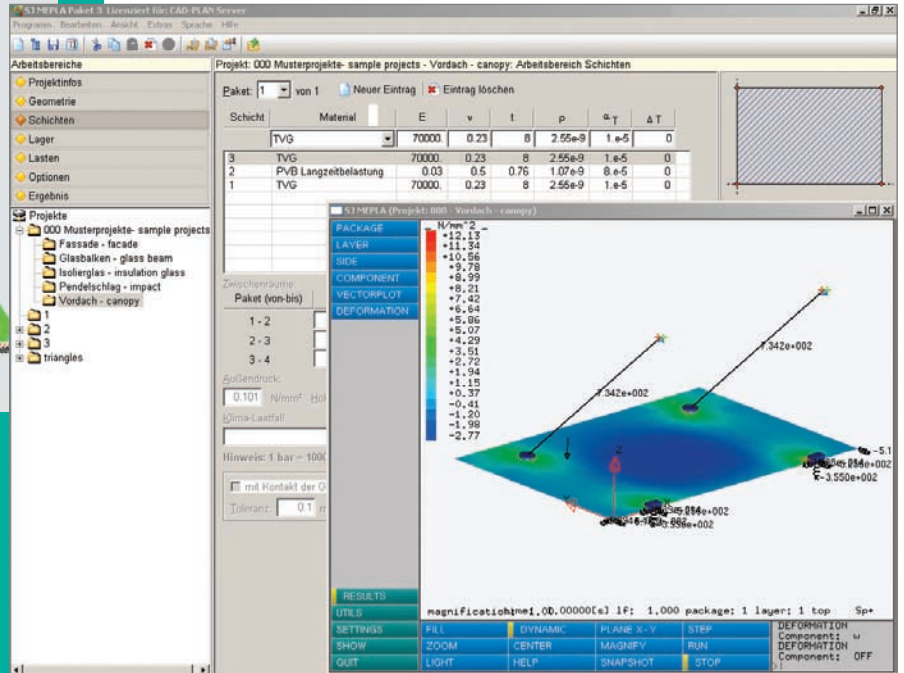 SJ MEPLA Paket 3 Lizenziert für: CAD-PLAN Server
Programm Bearbeiten Ansicht Extras Sprache Hilfe
Arbeitsbereiche
Projektinfos
Geometrie
Schichten
Lager
Lasten
Optionen
Ergebnis
Projekte
000 Musterprojekte- sample projects
Fassade - facade
Glasbalken - glass beam
Isolierglas - insulation glass
Pendelschlag - impact
Vordach - canopy
1
2
3
triangles
Projekt: 000 Musterprojekte- sample projects - Vordach - canopy: Arbeitsbereich Schichten
Paket: 1 von 1 Neuer Eintrag Eintrag löschen
Schicht Material E ν t ρ α T Δ T
TVG 70000. 0.23 8 2.55e-9 1.e-5 0
3 TVG 70000. 0.23 8 2.55e-9 1.e-5 0
2 PVB Langzeitbelastung 0.03 0.5 0.76 1.07e-9 8.e-5 0
1 TVG 70000. 0.23 8 2.55e-9 1.e-5 0
Zwischenräume:
Paket (von-bis)
1 - 2
2 - 3
3 - 4
Außendruck:
0.101 N/mm²
Klima-Lastfall
Hinweis: 1 bar = 100
mit Kontakt der G
Toleranz: 0.1
SJ MEPLA (Projekt: 000 - Vordach - canopy)
PACKAGE
LAYER
SIDE
COMPONENT
VECTORPLOT
DEFORMATION
N/mm^2
+12.13
+11.34
+10.56
+9.78
+8.99
+8.21
+7.42
+6.64
+5.86
+5.07
+4.29
+3.51
+2.72
+1.94
+1.15
+0.37
-0.41
-1.20
-1.98
-2.77
7.342e+002
7.342e+002
Z
-5.1
-3.550e+002
RESULTS
UTILS
SETTINGS
SHOW
QUIT
lf: 1,000 package: 1 layer: 1 top Sp+
FILL DYNAMIC PLANE X-Y STEP
ZOOM CENTER MAGNIFY RUN
LIGHT HELP SNAPSHOT STOP
DEFORMATION
Component: w
DEFORMATION
Component: OFF